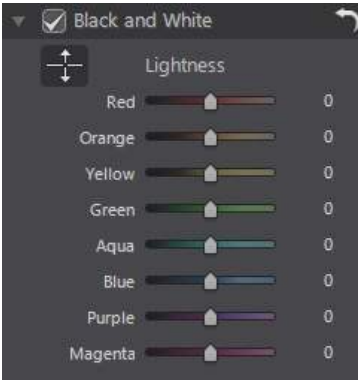 Black and White
Lightness
Red 0
Orange 0
Yellow 0
Green 0
Aqua 0
Blue 0
Purple 0
Magenta 0